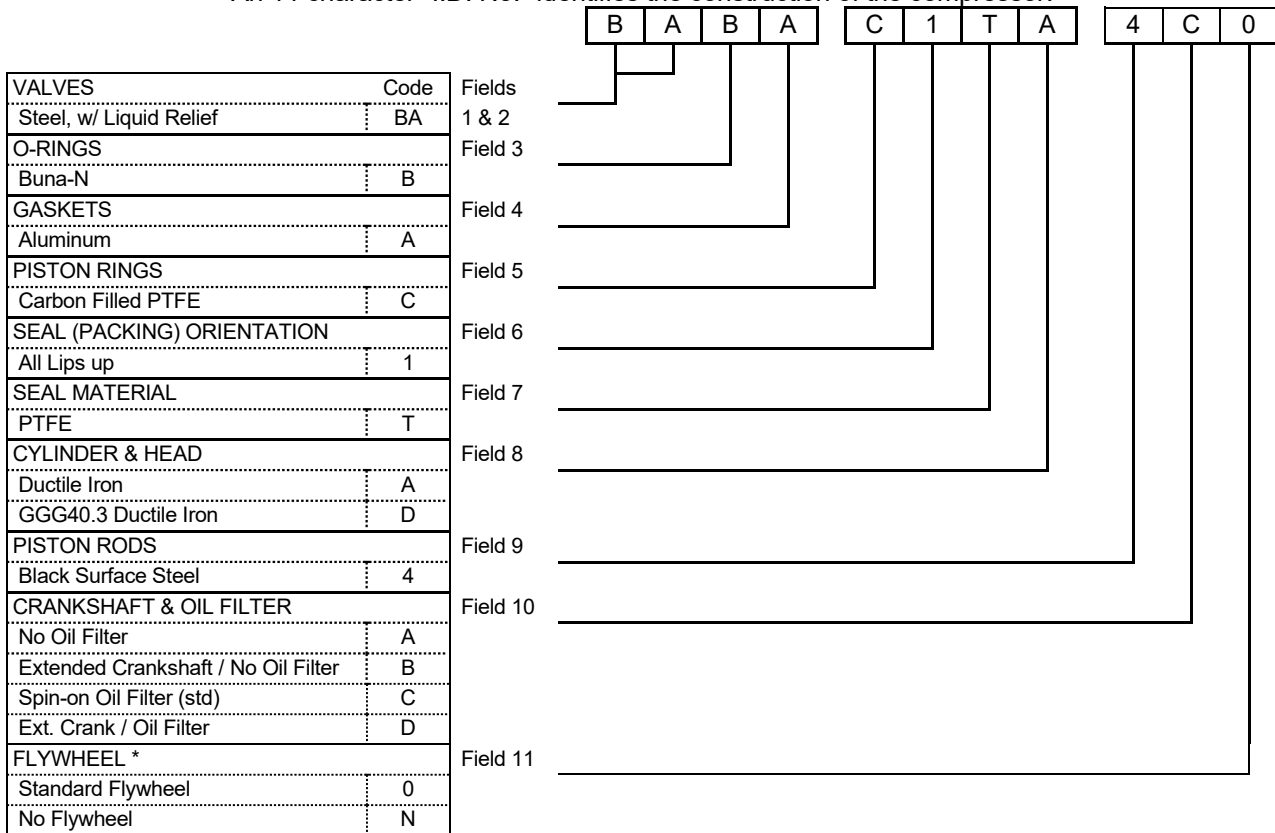 B A B A C 1 T A 4 C 0
VALVES Code Fields
Steel, w/ Liquid Relief BA 1 & 2
O-RINGS Field 3
Buna-N B
GASKETS Field 4
Aluminum A
PISTON RINGS Field 5
Carbon Filled PTFE C
SEAL (PACKING) ORIENTATION Field 6
All Lips up 1
SEAL MATERIAL Field 7
PTFE T
CYLINDER & HEAD Field 8
Ductile Iron A
GGG40.3 Ductile Iron D
PISTON RODS Field 9
Black Surface Steel 4
CRANKSHAFT & OIL FILTER Field 10
No Oil Filter A
Extended Crankshaft / No Oil Filter B
Spin-on Oil Filter (std) C
Ext. Crank / Oil Filter D
FLYWHEEL * Field 11
Standard Flywheel 0
No Flywheel N